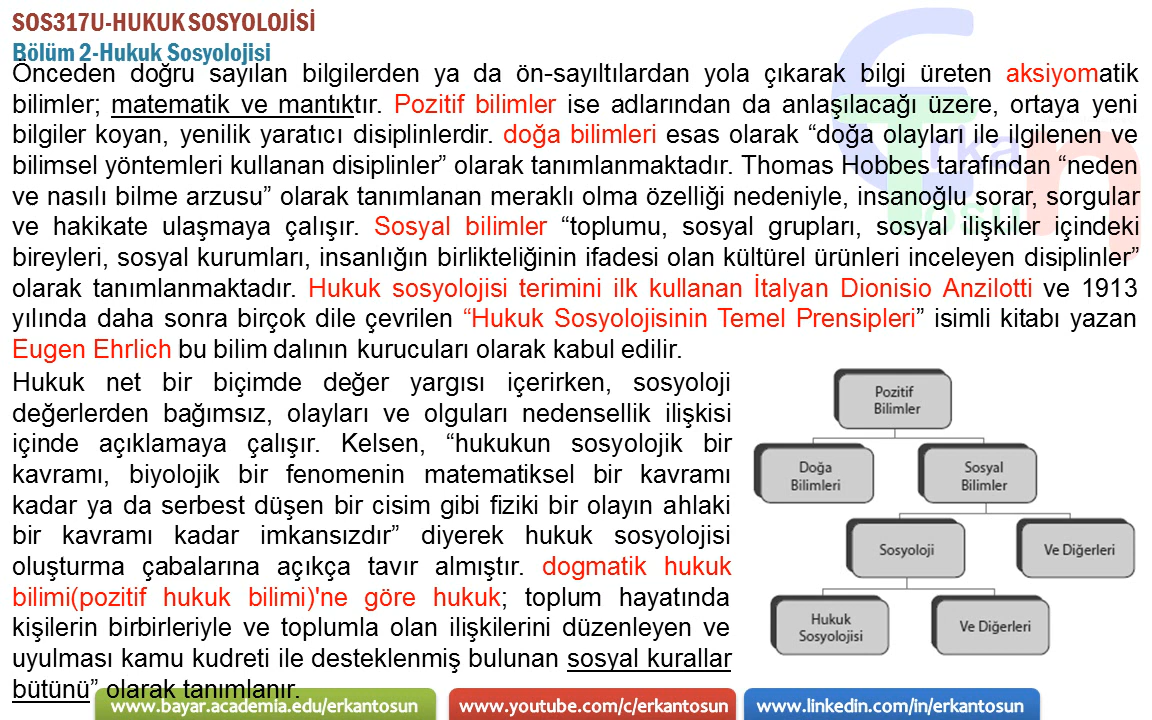 SOS317U-HUKUK SOSYOLOJİSİ
Bölüm 2-Hukuk Sosyolojisi
Önceden doğru sayılan bilgilerden ya da ön-sayıltılardan yola çıkarak bilgi üreten aksiyomatik
bilimler; matematik ve mantıktır. Pozitif bilimler ise adlarından da anlaşılacağı üzere, ortaya yeni
bilgiler koyan, yenilik yaratıcı disiplinlerdir. doğa bilimleri esas olarak “doğa olayları ile ilgilenen ve
bilimsel yöntemleri kullanan disiplinler” olarak tanımlanmaktadır. Thomas Hobbes tarafından “neden
ve nasılı bilme arzusu” olarak tanımlanan meraklı olma özelliği nedeniyle, insanoğlu sorar, sorgular
ve hakikate ulaşmaya çalışır. Sosyal bilimler “toplumu, sosyal grupları, sosyal ilişkiler içindeki
bireyleri, sosyal kurumları, insanlığın birlikteliğinin ifadesi olan kültürel ürünleri inceleyen disiplinler”
olarak tanımlanmaktadır. Hukuk sosyolojisi terimini ilk kullanan İtalyan Dionisio Anzilotti ve 1913
yılında daha sonra birçok dile çevrilen “Hukuk Sosyolojisinin Temel Prensipleri” isimli kitabı yazan
Eugen Ehrlich bu bilim dalının kurucuları olarak kabul edilir.
Hukuk net bir biçimde değer yargısı içerirken, sosyoloji
değerlerden bağımsız, olayları ve olguları nedensellik ilişkisi
içinde açıklamaya çalışır. Kelsen, “hukukun sosyolojik bir
kavramı, biyolojik bir fenomenin matematiksel bir kavramı
kadar ya da serbest düşen bir cisim gibi fiziki bir olayın ahlaki
bir kavramı kadar imkansızdır” diyerek hukuk sosyolojisi
oluşturma çabalarına açıkça tavır almıştır. dogmatik hukuk
bilimi(pozitif hukuk bilimi)'ne göre hukuk; toplum hayatında
kişilerin birbirleriyle ve toplumla olan ilişkilerini düzenleyen ve
uyulması kamu kudreti ile desteklenmiş bulunan sosyal kurallar
bütünü” olarak tanımlanır.
Pozitif
Bilimler
Doğa
Bilimleri
Sosyal
Bilimler
Sosyoloji
Ve Diğerleri
Hukuk
Sosyolojisi
Ve Diğerleri
www.bayar.academia.edu/erkantosun
www.youtube.com/c/erkantosun
www.linkedin.com/in/erkantosun